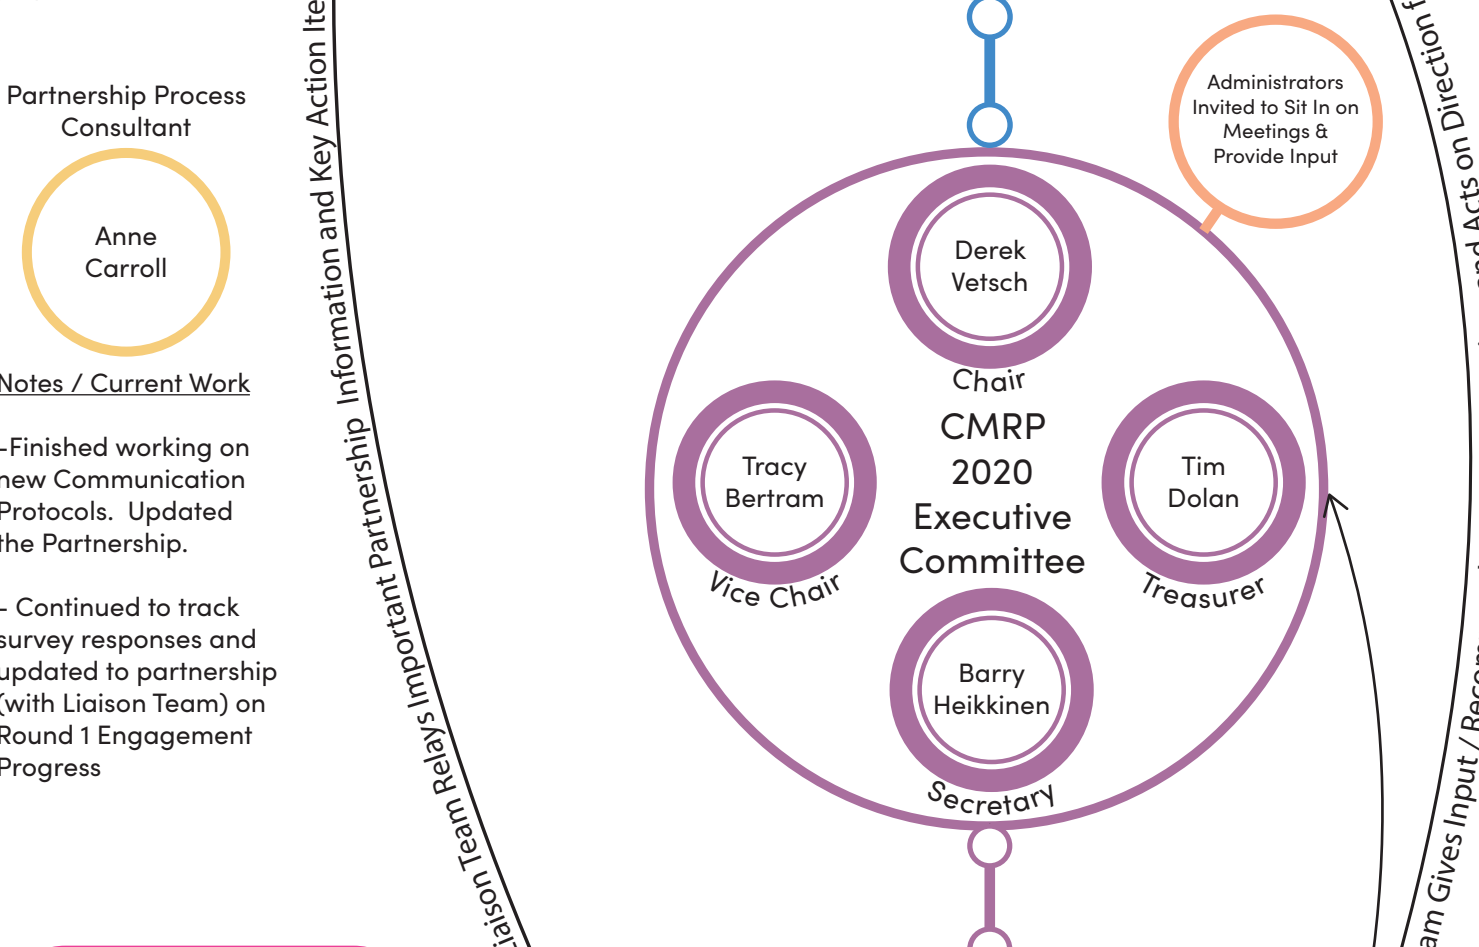 Partnership Process
Consultant
Anne
Carroll
Notes / Current Work
-Finished working on
new Communication
Protocols.  Updated
the Partnership.
- Continued to track
survey responses and
updated to partnership
(with Liaison Team) on
Round 1 Engagement
Progress
Liaison Team Relays Important Partnership Information and Key Action
Administrators
Invited to Sit In on
Meetings &
Provide Input
Derek
Vetsch
Chair
CMRP
2020
Executive
Committee
Tracy
Bertram
Vice Chair
Tim
Dolan
Treasurer
Barry
Heikkinen
Secretary
Gives Input /
and Acts on Direction